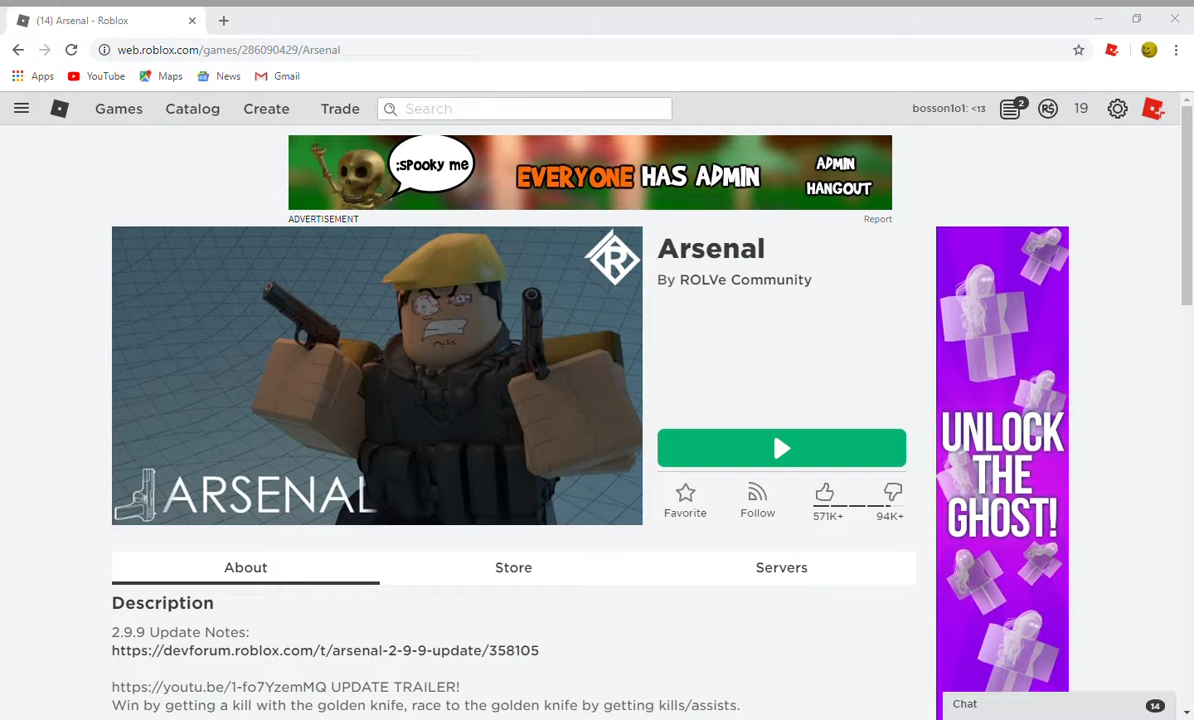 (14) Arsenal - Roblox
web.roblox.com/games/286090429/Arsenal
Apps YouTube Maps News Gmail
Games Catalog Create Trade Search bosson1o1: <13 2 R$ 19
;SPOOKY ME
EVERYONE HAS ADMIN
ADMIN
HANGOUT
ADVERTISEMENT Report
R
ARSENAL
Arsenal
By ROLVe Community
Favorite Follow 571K+ 94K+
UNLOCK
THE
GHOST!
About Store Servers
Description
2.9.9 Update Notes:
https://devforum.roblox.com/t/arsenal-2-9-9-update/358105
https://youtu.be/1-fo7YzemMQ UPDATE TRAILER!
Win by getting a kill with the golden knife, race to the golden knife by getting kills/assists.
Chat 14